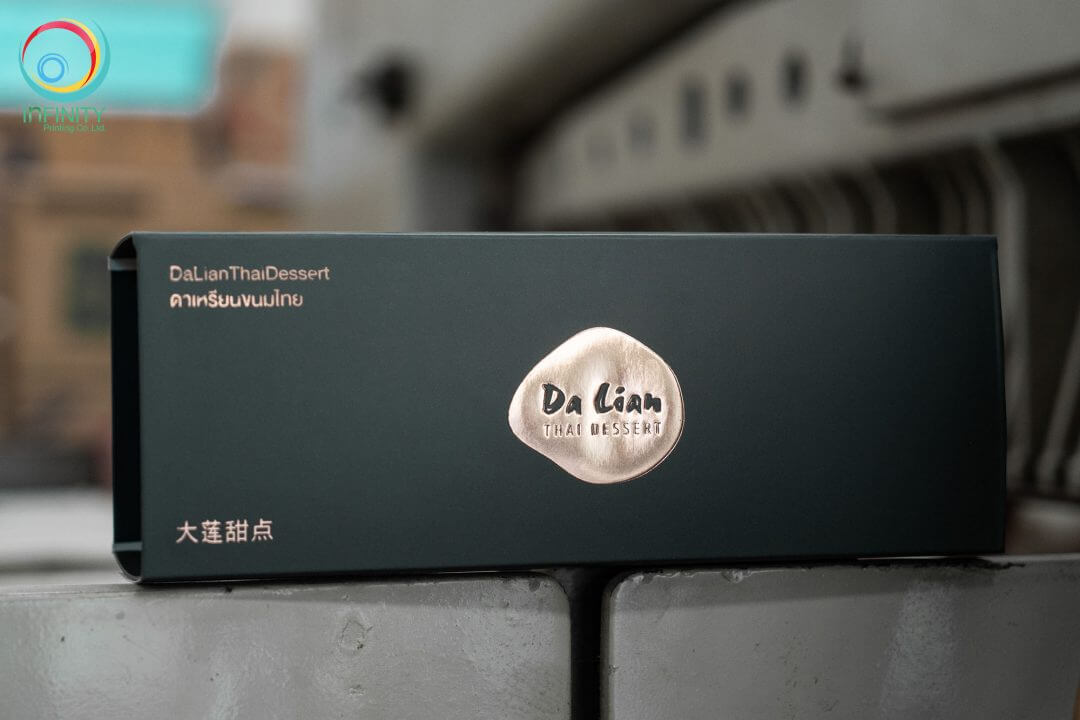 INFINITY
Printing Co.,Ltd.
DaLianThaiDessert
ดาเหรียนขนมไทย
Da Lian
THAI DESSERT
大莲甜点